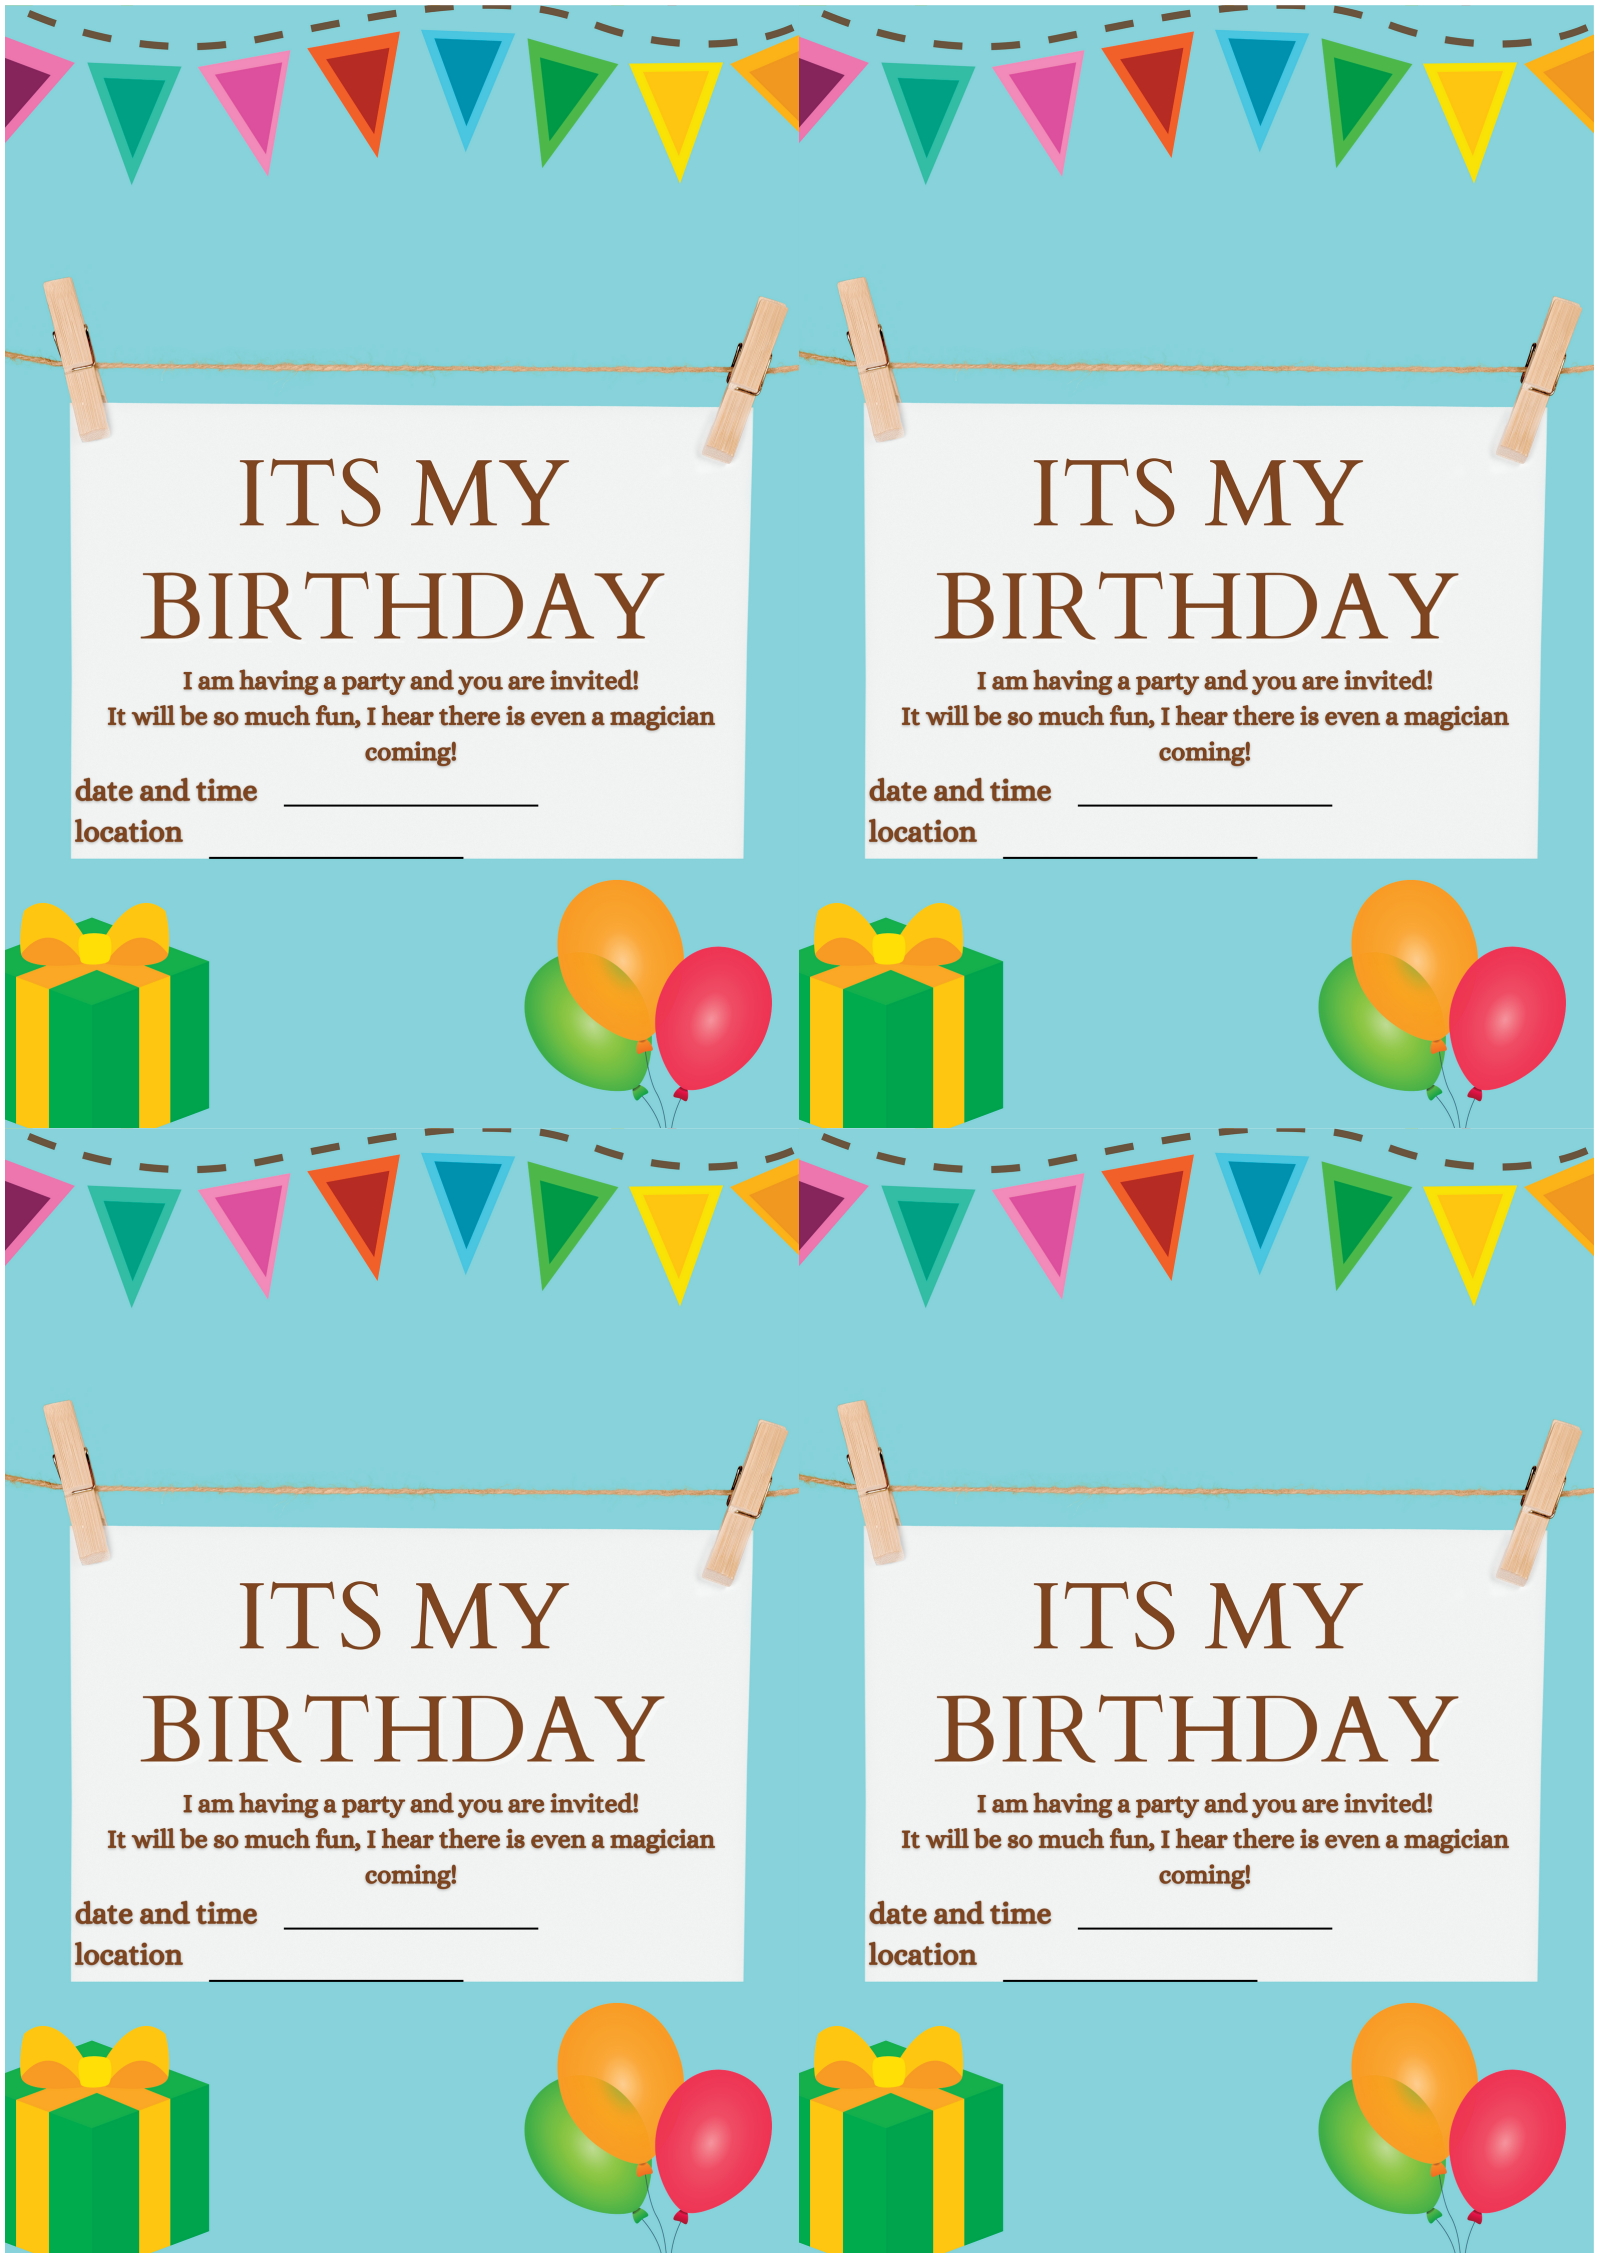 ITS MY
BIRTHDAY
I am having a party and you are invited!
It will be so much fun, I hear there is even a magician
coming!
date and time
location
ITS MY
BIRTHDAY
I am having a party and you are invited!
It will be so much fun, I hear there is even a magician
coming!
date and time
location
ITS MY
BIRTHDAY
I am having a party and you are invited!
It will be so much fun, I hear there is even a magician
coming!
date and time
location
ITS MY
BIRTHDAY
I am having a party and you are invited!
It will be so much fun, I hear there is even a magician
coming!
date and time
location